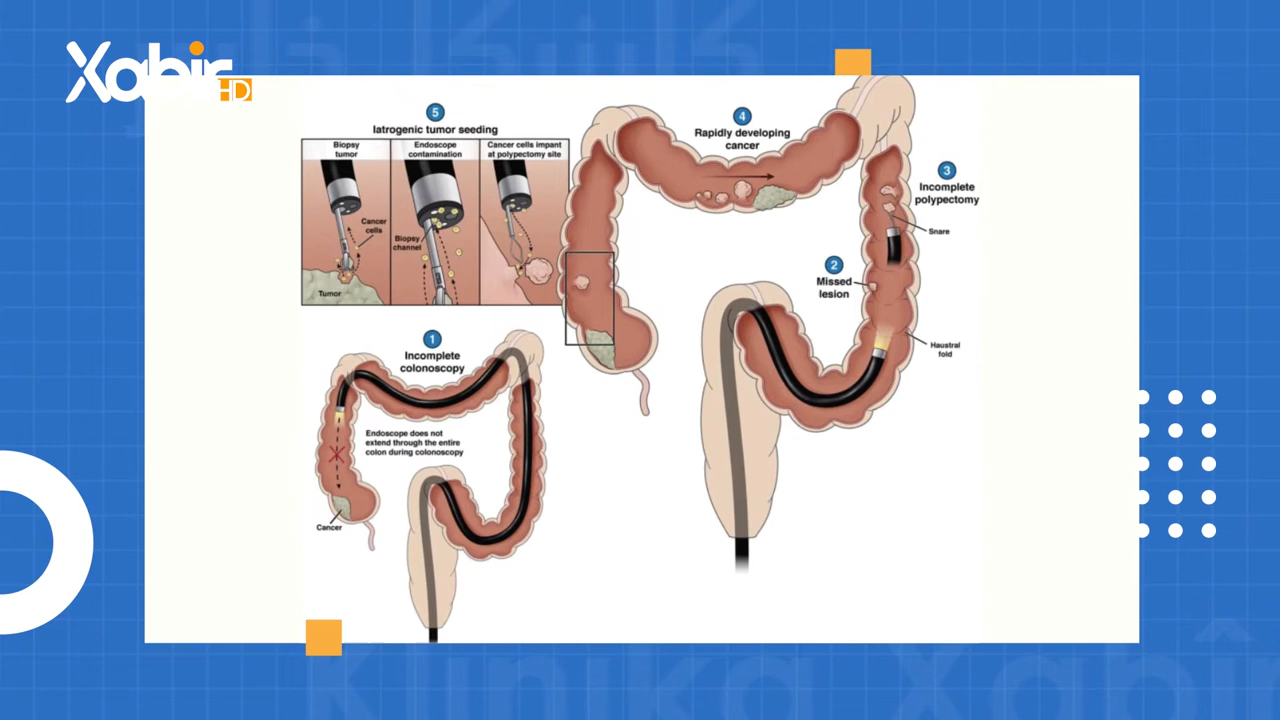 Xabir
HD
5
Iatrogenic tumor seeding
Biopsy
tumor
Endoscope
contamination
Cancer cells impant
at polypectomy site
Cancer
cells
Biopsy
channel
Tumor
4
Rapidly developing
cancer
3
Incomplete
polypectomy
Snare
2
Missed
lesion
Haustral
fold
1
Incomplete
colonoscopy
Endoscope does not
extend through the entire
colon during colonoscopy
Cancer
Klinîka Xabîr